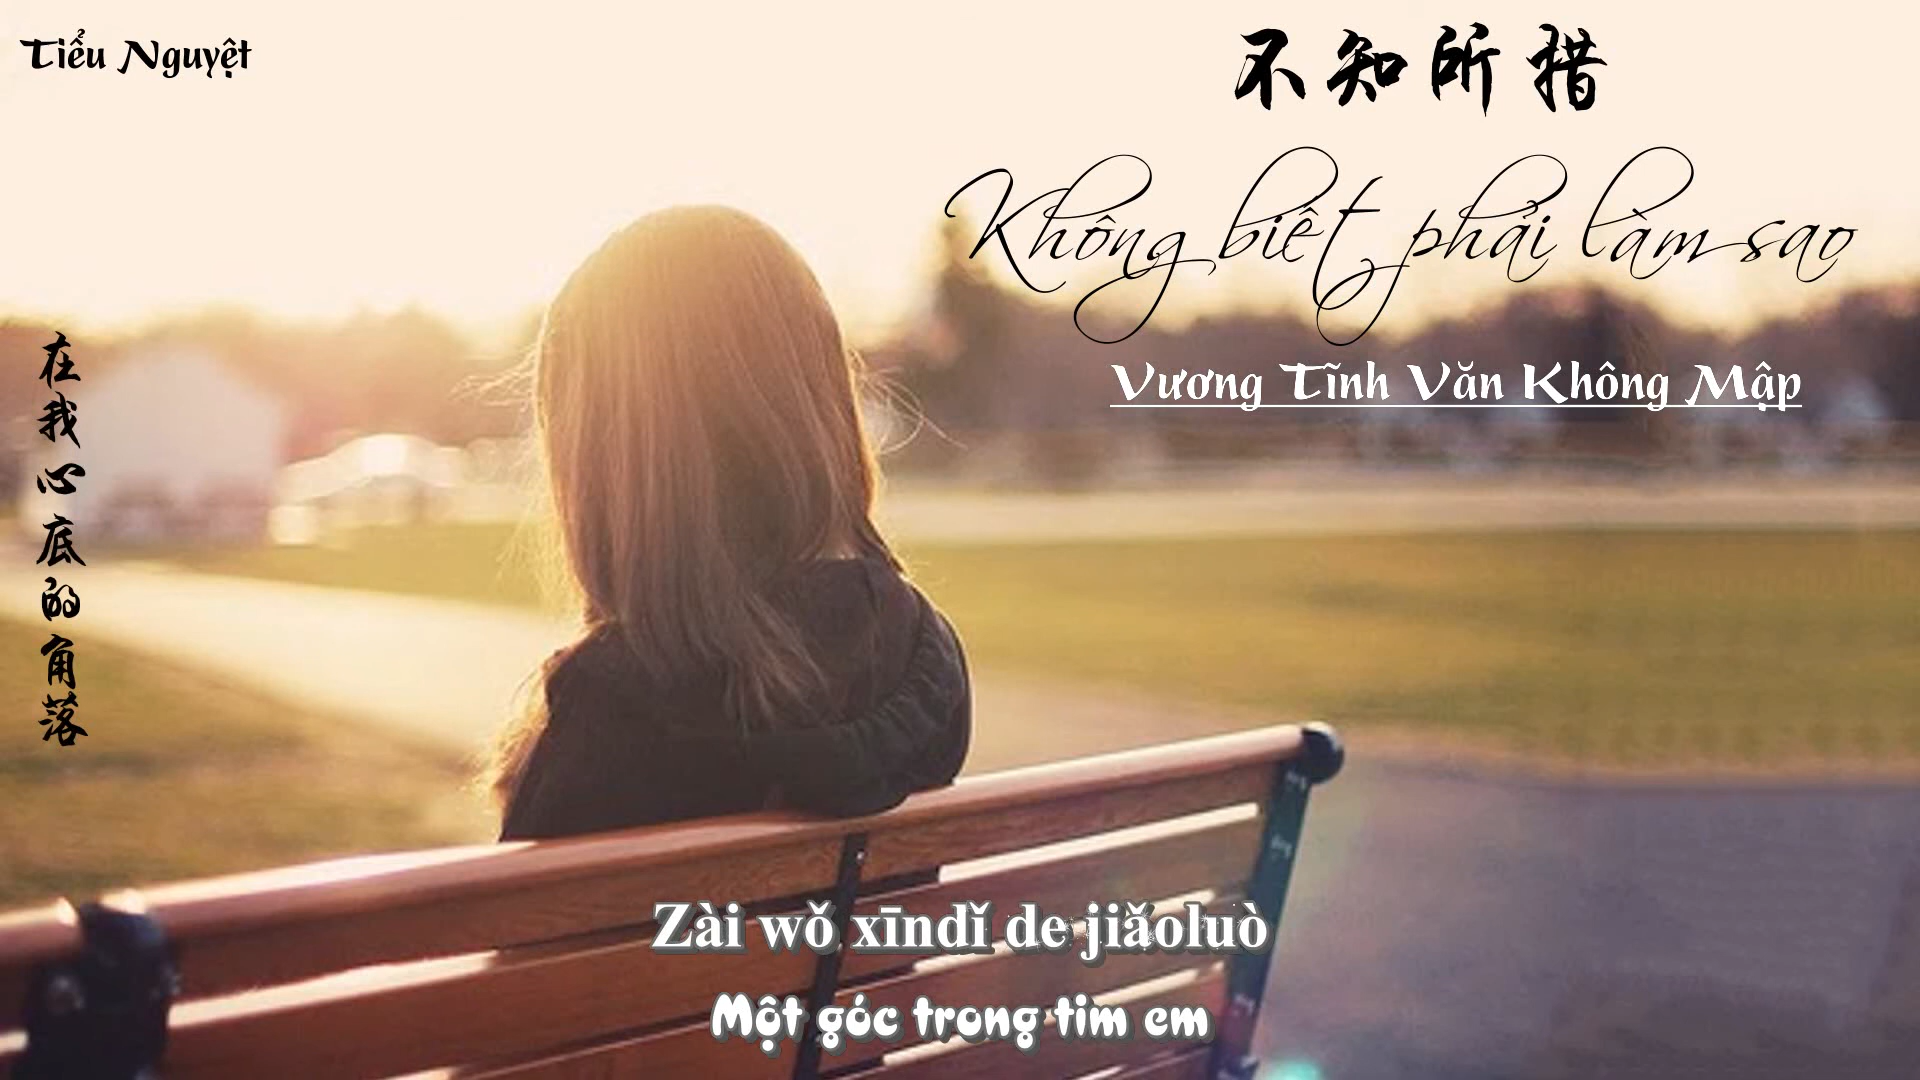 Tiểu Nguyệt
不知所措
Không biết phải làm sao
Vương Tĩnh Văn Không Mập
在我心底的角落
Zài wǒ xīndǐ de jiǎoluò
Một góc trong tim em